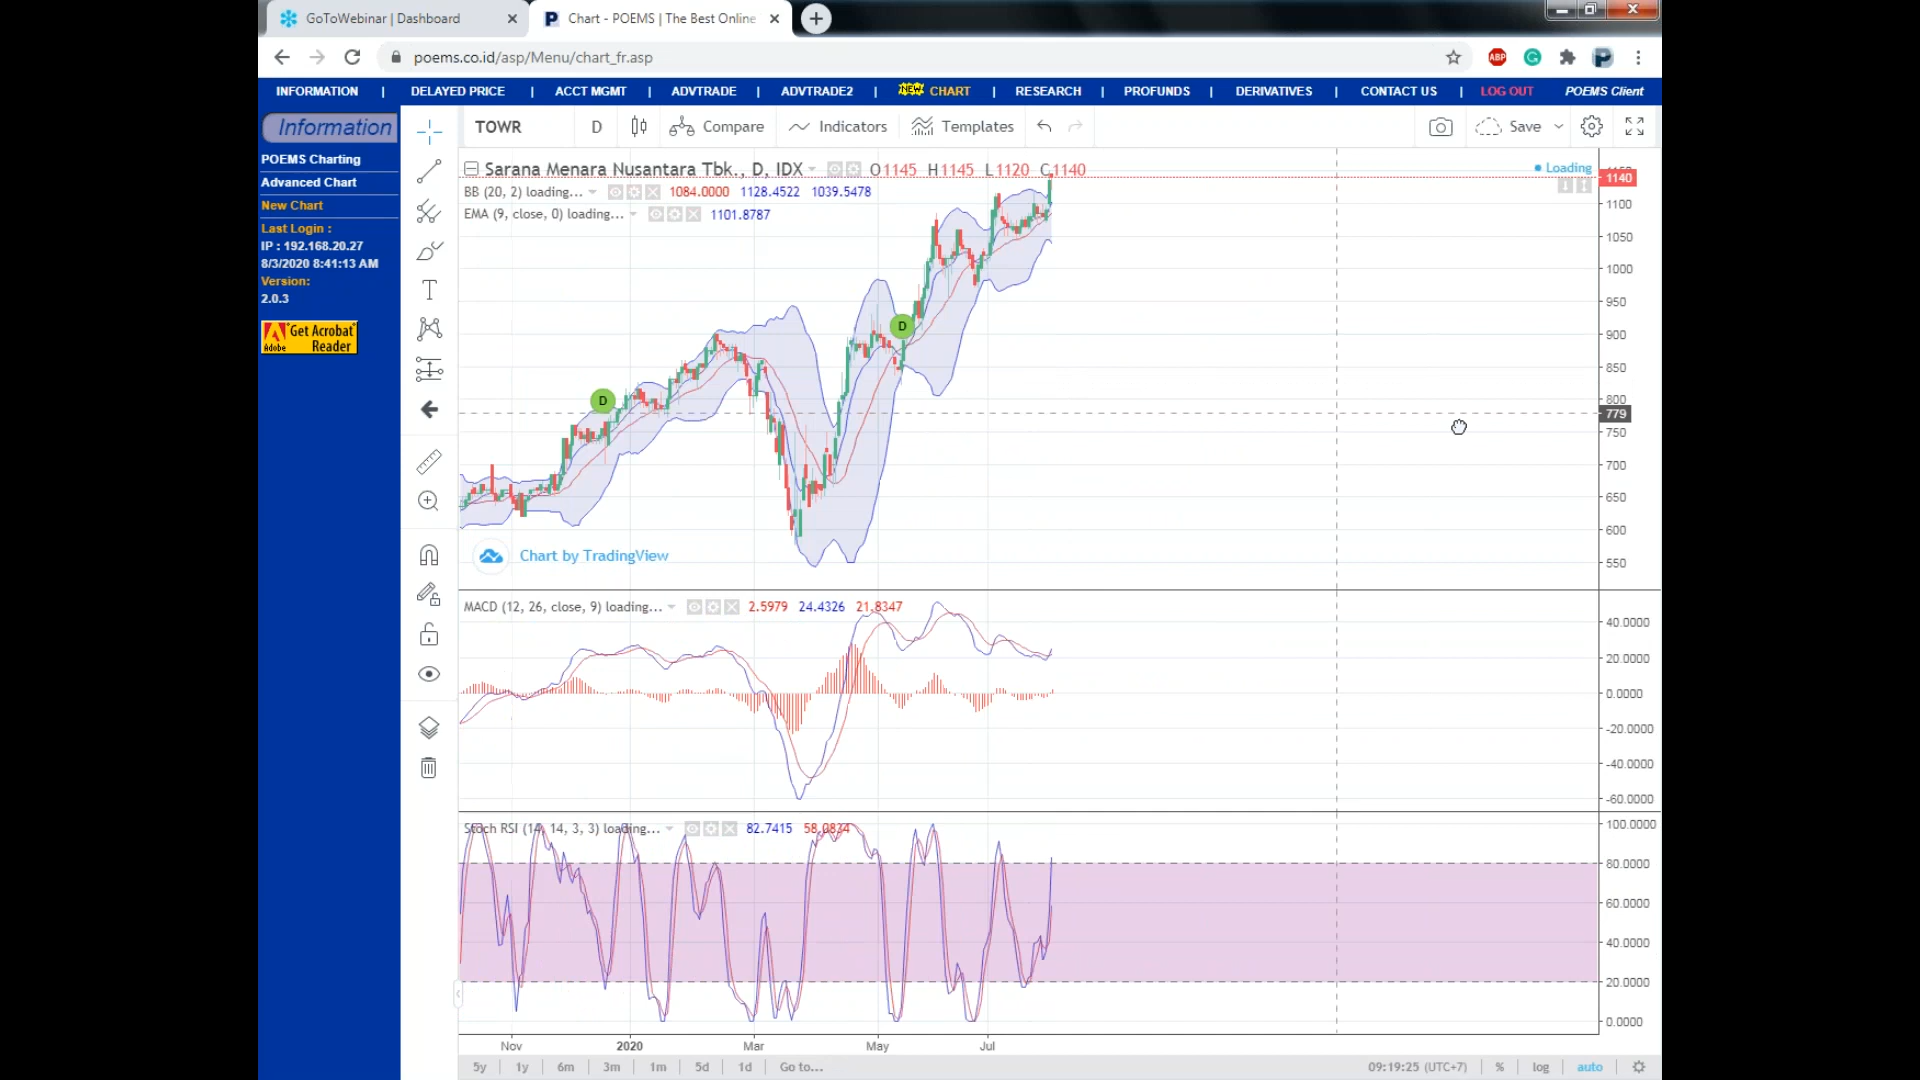 GoToWebinar | Dashboard
Chart - POEMS | The Best Online
poems.co.id/asp/Menu/chart_fr.asp
ABP
INFORMATION | DELAYED PRICE | ACCT MGMT | ADVTRADE | ADVTRADE2 | NEW CHART | RESEARCH | PROFUNDS | DERIVATIVES | CONTACT US | LOG OUT POEMS Client
Information
POEMS Charting
Advanced Chart
New Chart
Last Login :
IP : 192.168.20.27
8/3/2020 8:41:13 AM
Version:
2.0.3
Get Acrobat
Adobe Reader
TOWR D Compare Indicators Templates Save
Sarana Menara Nusantara Tbk., D, IDX O1145 H1145 L1120 C1140
Loading
BB (20, 2) loading... 1084.0000 1128.4522 1039.5478
EMA (9, close, 0) loading... 1101.8787
D
D
1140
1100
1050
1000
950
900
850
800
779
750
700
650
600
550
Chart by TradingView
MACD (12, 26, close, 9) loading... 2.5979 24.4326 21.8347
40.0000
20.0000
0.0000
-20.0000
-40.0000
-60.0000
Stoch RSI (14, 14, 3, 3) loading... 82.7415 58.0834
100.0000
80.0000
60.0000
40.0000
20.0000
0.0000
Nov 2020 Mar May Jul
5y 1y 6m 3m 1m 5d 1d Go to... 09:19:25 (UTC+7) % log auto